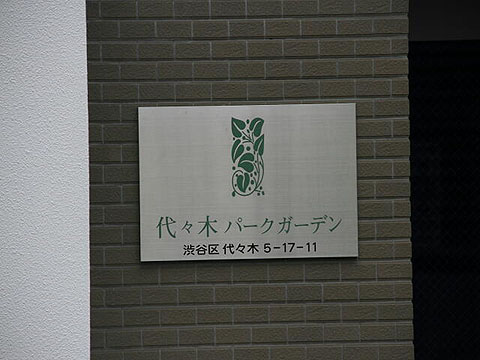 代々木 パークガーデン
渋谷区 代々木 5-17-11